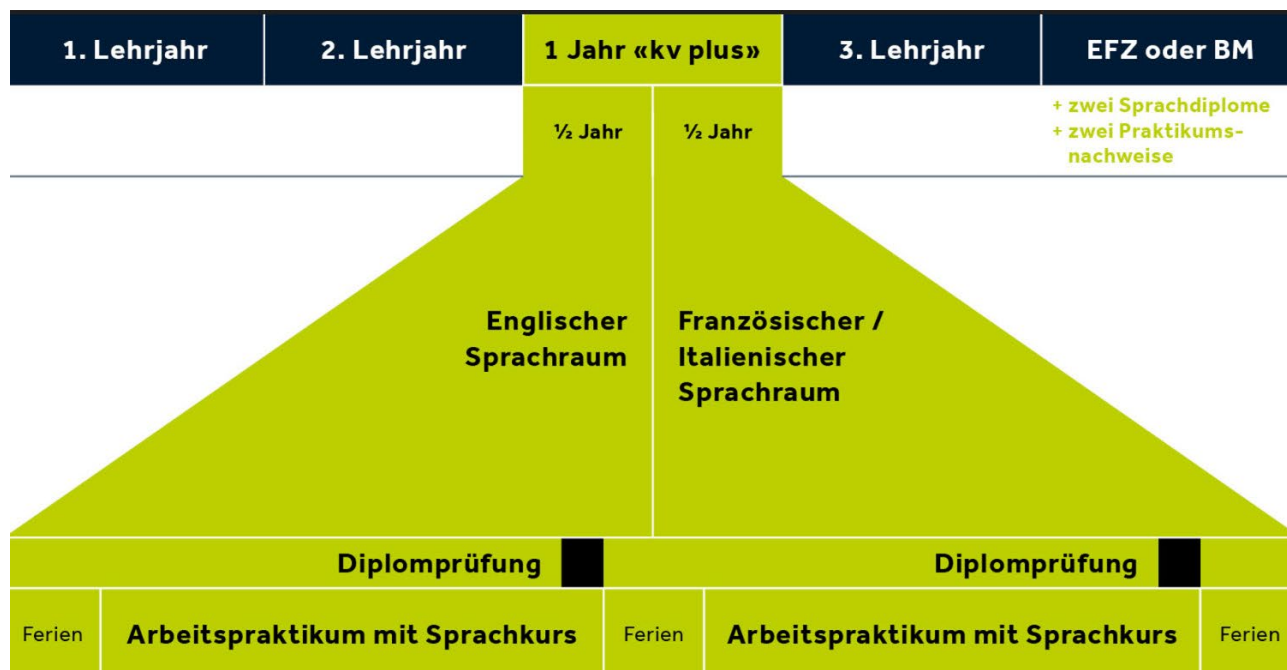 1. Lehrjahr
2. Lehrjahr
1 Jahr «kv plus»
3. Lehrjahr
EFZ oder BM
½ Jahr
½ Jahr
+ zwei Sprachdiplome
+ zwei Praktikums-
nachweise
Englischer
Sprachraum
Französischer /
Italienischer
Sprachraum
Diplomprüfung
Diplomprüfung
Ferien
Arbeitspraktikum mit Sprachkurs
Ferien
Arbeitspraktikum mit Sprachkurs
Ferien